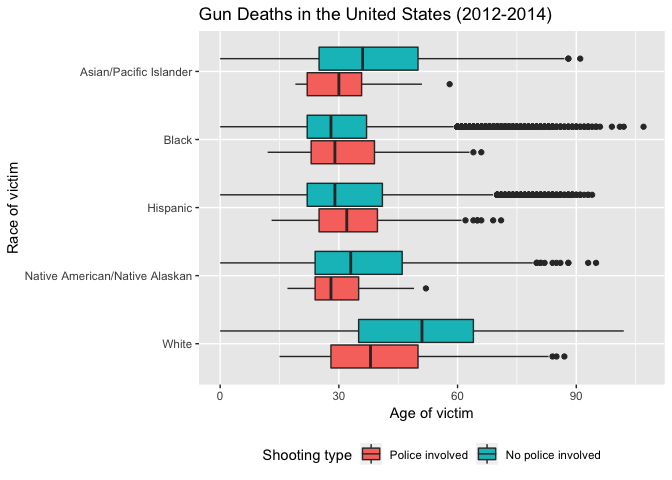 Gun Deaths in the United States (2012-2014)
Race of victim
Asian/Pacific Islander
Black
Hispanic
Native American/Native Alaskan
White
0 30 60 90
Age of victim
Shooting type Police involved No police involved